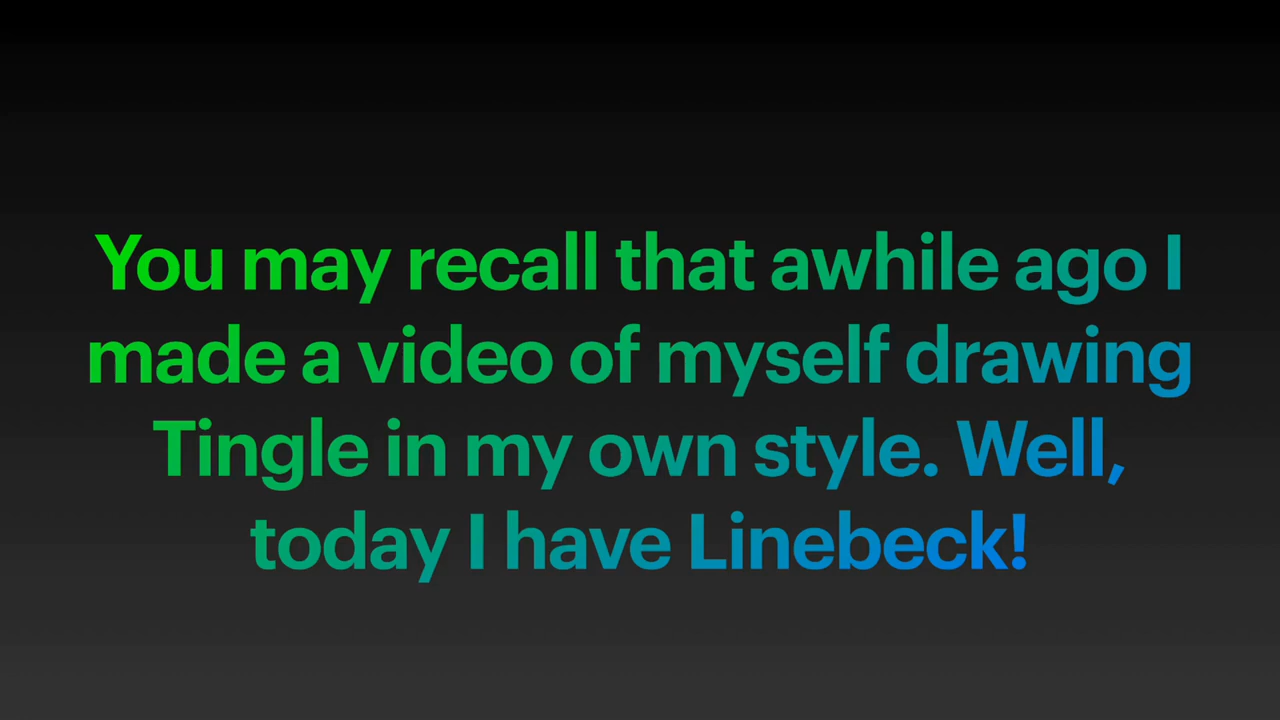 You may recall that awhile ago I
made a video of myself drawing
Tingle in my own style. Well,
today I have Linebeck!